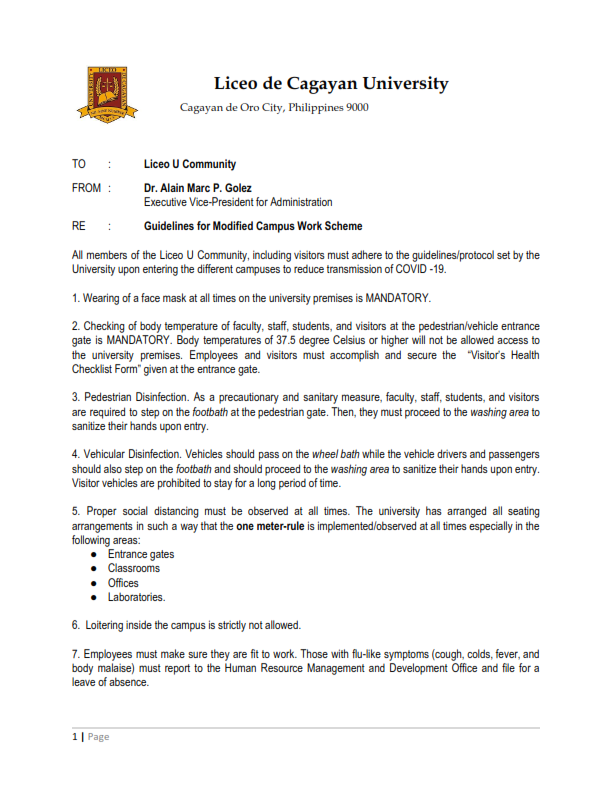 LICEO
UNIVERSITY
DE CAGAYAN
Liceo de Cagayan University
Cagayan de Oro City, Philippines 9000
TO : Liceo U Community
FROM : Dr. Alain Marc P. Golez
Executive Vice-President for Administration
RE : Guidelines for Modified Campus Work Scheme
All members of the Liceo U Community, including visitors must adhere to the guidelines/protocol set by the
University upon entering the different campuses to reduce transmission of COVID -19.
1. Wearing of a face mask at all times on the university premises is MANDATORY.
2. Checking of body temperature of faculty, staff, students, and visitors at the pedestrian/vehicle entrance
gate is MANDATORY. Body temperatures of 37.5 degree Celsius or higher will not be allowed access to
the university premises. Employees and visitors must accomplish and secure the “Visitor’s Health
Checklist Form” given at the entrance gate.
3. Pedestrian Disinfection. As a precautionary and sanitary measure, faculty, staff, students, and visitors
are required to step on the footbath at the pedestrian gate. Then, they must proceed to the washing area to
sanitize their hands upon entry.
4. Vehicular Disinfection. Vehicles should pass on the wheel bath while the vehicle drivers and passengers
should also step on the footbath and should proceed to the washing area to sanitize their hands upon entry.
Visitor vehicles are prohibited to stay for a long period of time.
5. Proper social distancing must be observed at all times. The university has arranged all seating
arrangements in such a way that the one meter-rule is implemented/observed at all times especially in the
following areas:
● Entrance gates
● Classrooms
● Offices
● Laboratories.
6. Loitering inside the campus is strictly not allowed.
7. Employees must make sure they are fit to work. Those with flu-like symptoms (cough, colds, fever, and
body malaise) must report to the Human Resource Management and Development Office and file for a
leave of absence.
1 | Page